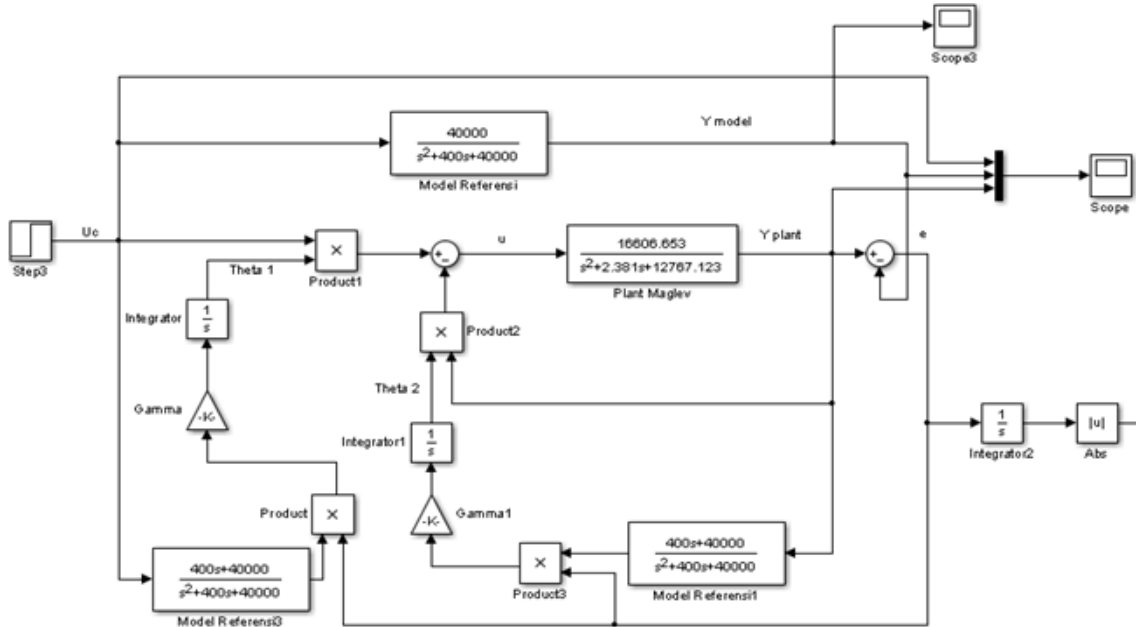 Scope3
Y model
40000
s²+400s+40000
Model Referensi
Scope
Uc
Step3
Theta 1
×
Product1
+
−
u
16606.653
s²+2.381s+12767.123
Plant Maglev
Y plant
+
−
e
Integrator
1
s
×
Product2
Theta 2
Gamma
-K-
Integrator1
1
s
1
s
Integrator2
|u|
Abs
Product
×
-K-
Gamma1
400s+40000
s²+400s+40000
Model Referensi3
×
Product3
400s+40000
s²+400s+40000
Model Referensi1